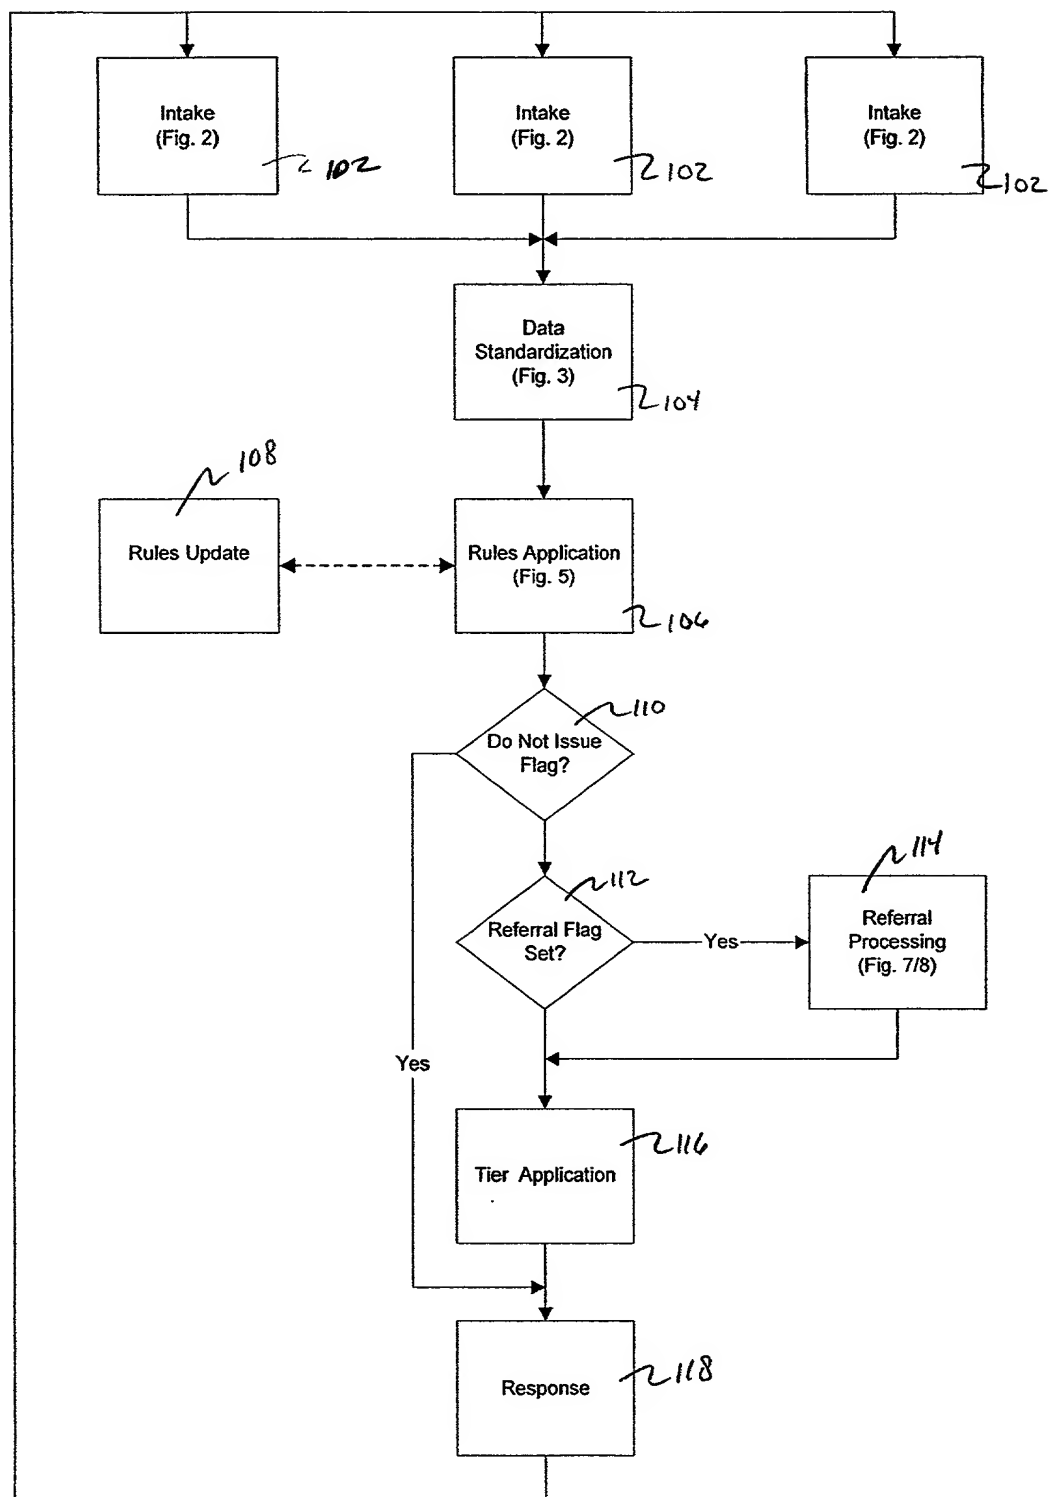 Intake
(Fig. 2)
102
Intake
(Fig. 2)
102
Intake
(Fig. 2)
102
Data
Standardization
(Fig. 3)
104
108
Rules Update
Rules Application
(Fig. 5)
106
110
Do Not Issue
Flag?
112
Referral Flag
Set?
Yes
114
Referral
Processing
(Fig. 7/8)
Yes
116
Tier Application
Response
118